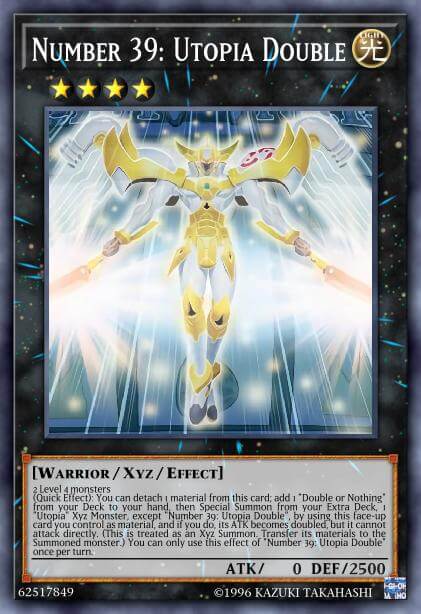 NUMBER 39: UTOPIA DOUBLE
LIGHT
光
39
[WARRIOR / XYZ / EFFECT]
2 Level 4 monsters
(Quick Effect): You can detach 1 material from this card; add 1 "Double or Nothing"
from your Deck to your hand, then Special Summon from your Extra Deck, 1
"Utopia" Xyz Monster, except "Number 39: Utopia Double", by using this face-up
card you control as material, and if you do, its ATK becomes doubled, but it cannot
attack directly. (This is treated as an Xyz Summon. Transfer its materials to the
Summoned monster.) You can only use this effect of "Number 39: Utopia Double"
once per turn.
ATK/ 0 DEF/2500
62517849 ©1996 KAZUKI TAKAHASHI